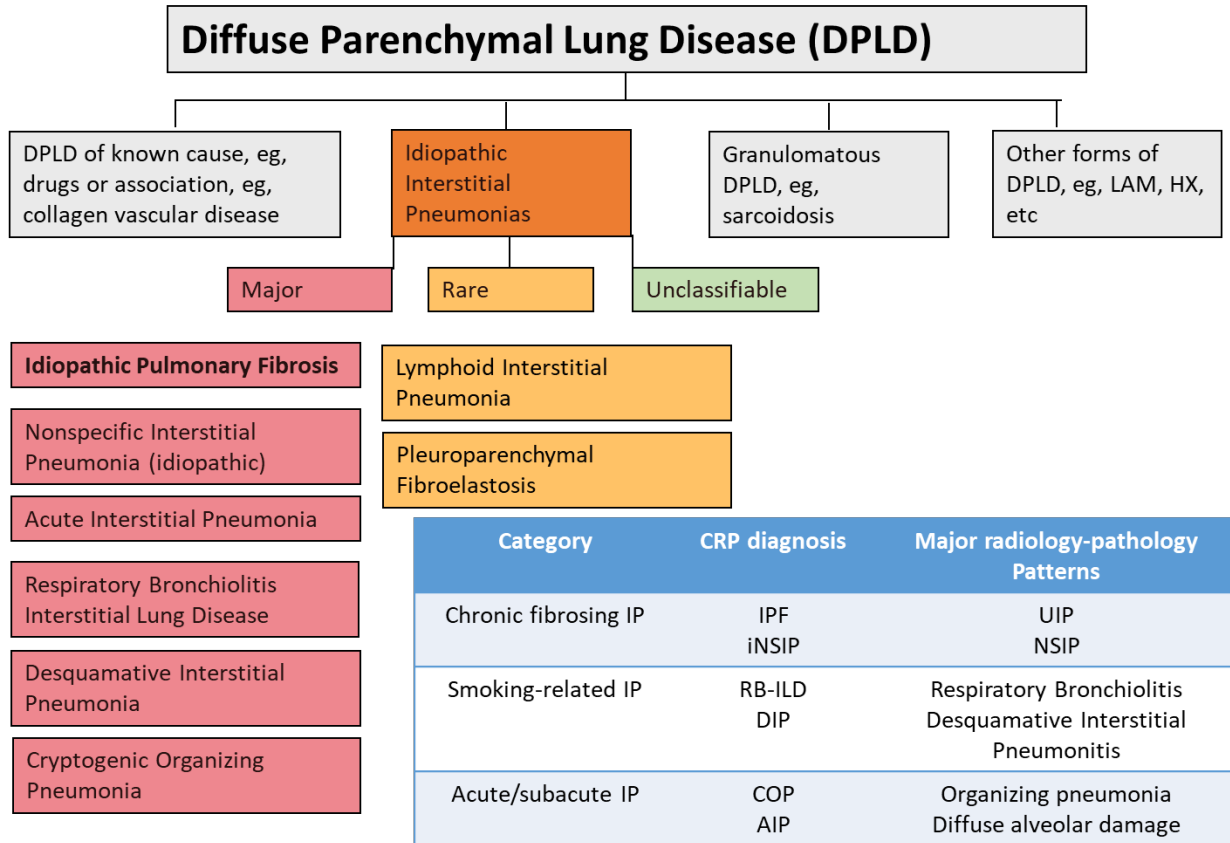 Diffuse Parenchymal Lung Disease (DPLD)
DPLD of known cause, eg,
drugs or association, eg,
collagen vascular disease
Idiopathic
Interstitial
Pneumonias
Granulomatous
DPLD, eg,
sarcoidosis
Other forms of
DPLD, eg, LAM, HX,
etc
Major
Rare
Unclassifiable
Idiopathic Pulmonary Fibrosis
Nonspecific Interstitial
Pneumonia (idiopathic)
Acute Interstitial Pneumonia
Respiratory Bronchiolitis
Interstitial Lung Disease
Desquamative Interstitial
Pneumonia
Cryptogenic Organizing
Pneumonia
Lymphoid Interstitial
Pneumonia
Pleuroparenchymal
Fibroelastosis
Category CRP diagnosis Major radiology-pathology
Patterns
Chronic fibrosing IP IPF UIP
iNSIP NSIP
Smoking-related IP RB-ILD Respiratory Bronchiolitis
DIP Desquamative Interstitial
Pneumonitis
Acute/subacute IP COP Organizing pneumonia
AIP Diffuse alveolar damage